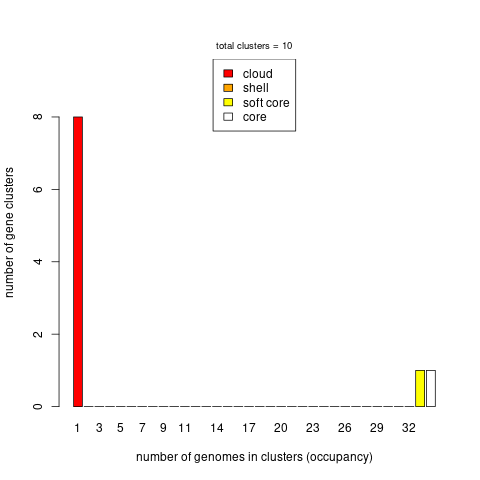 total clusters = 10
cloud
shell
soft core
core
number of gene clusters
8
6
4
2
0
1 3 5 7 9 11 14 17 20 23 26 29 32
number of genomes in clusters (occupancy)